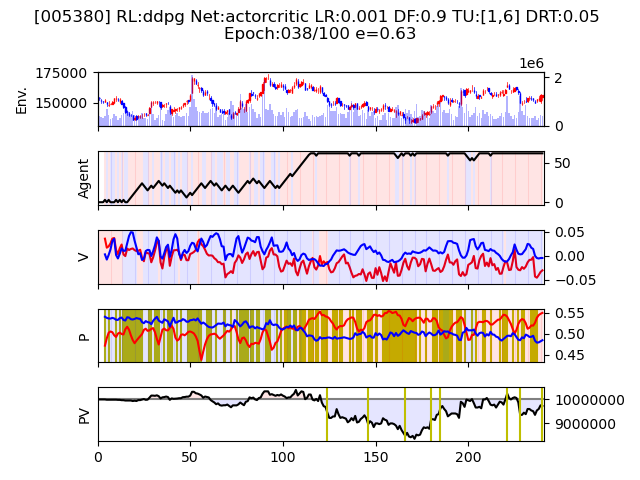 [005380] RL:ddpg Net:actorcritic LR:0.001 DF:0.9 TU:[1,6] DRT:0.05
Epoch:038/100 e=0.63
1e6
175000
150000
Env.
2
0
Agent
50
0
V
0.05
0.00
−0.05
P
0.55
0.50
0.45
PV
10000000
9000000
0
50
100
150
200